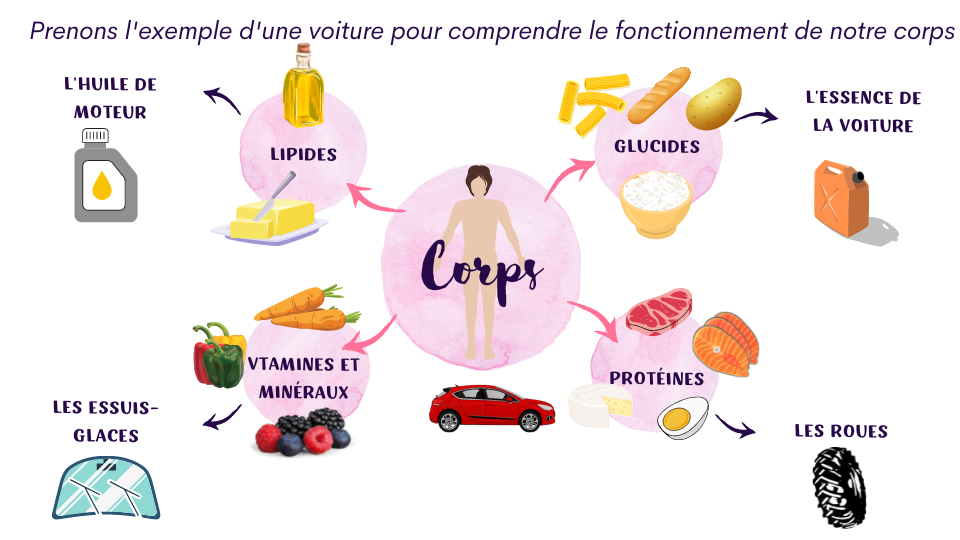 Prenons l'exemple d'une voiture pour comprendre le fonctionnement de notre corps
L'HUILE DE
MOTEUR
LIPIDES
GLUCIDES
L'ESSENCE DE
LA VOITURE
Corps
VTAMINES ET
MINÉRAUX
PROTÉINES
LES ESSUIS-
GLACES
LES ROUES